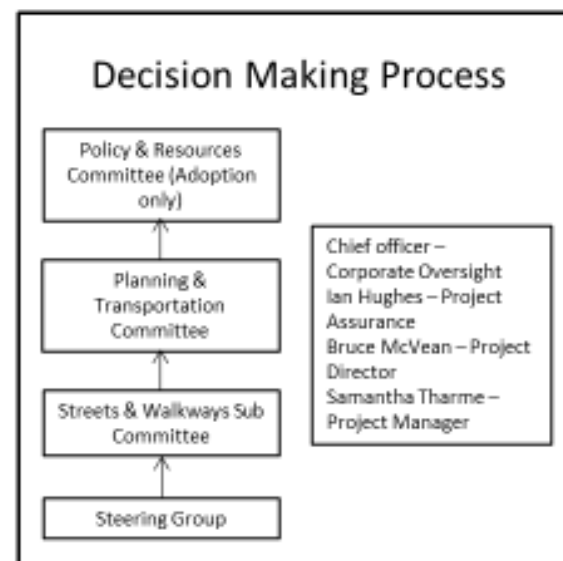 Decision Making Process
Policy & Resources
Committee (Adoption
only)
Planning &
Transportation
Committee
Streets & Walkways Sub
Committee
Steering Group
Chief officer –
Corporate Oversight
Ian Hughes – Project
Assurance
Bruce McVean – Project
Director
Samantha Tharme –
Project Manager